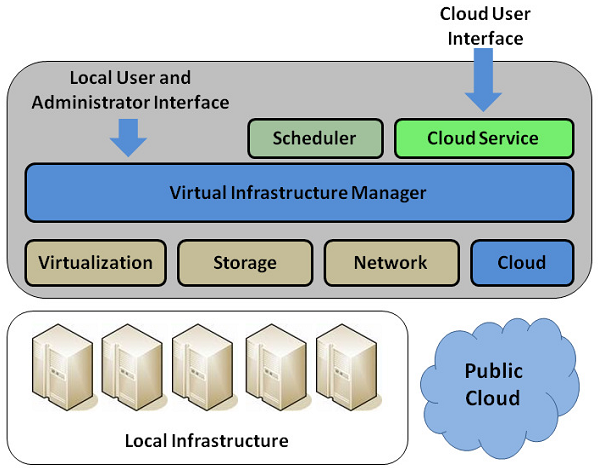 Cloud User
Interface
Local User and
Administrator Interface
Scheduler
Cloud Service
Virtual Infrastructure Manager
Virtualization
Storage
Network
Cloud
Local Infrastructure
Public
Cloud